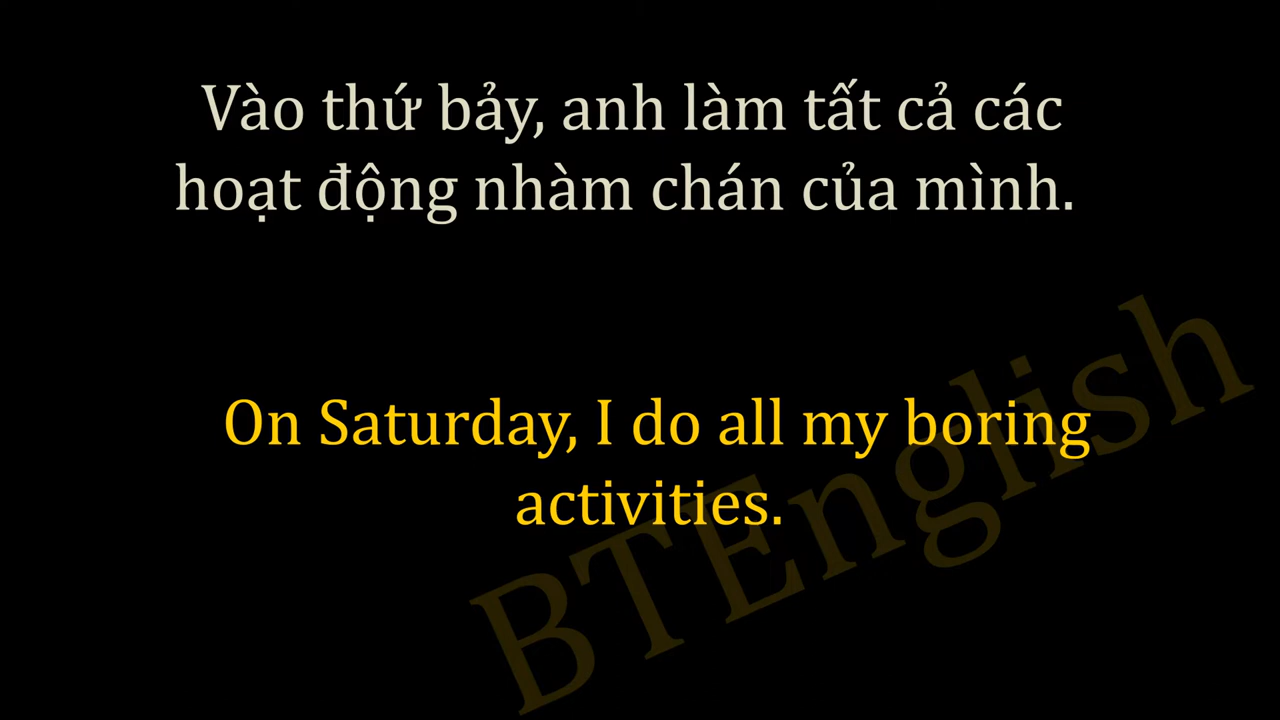 Vào thứ bảy, anh làm tất cả các
hoạt động nhàm chán của mình.
On Saturday, I do all my boring
activities.
BTEnglish